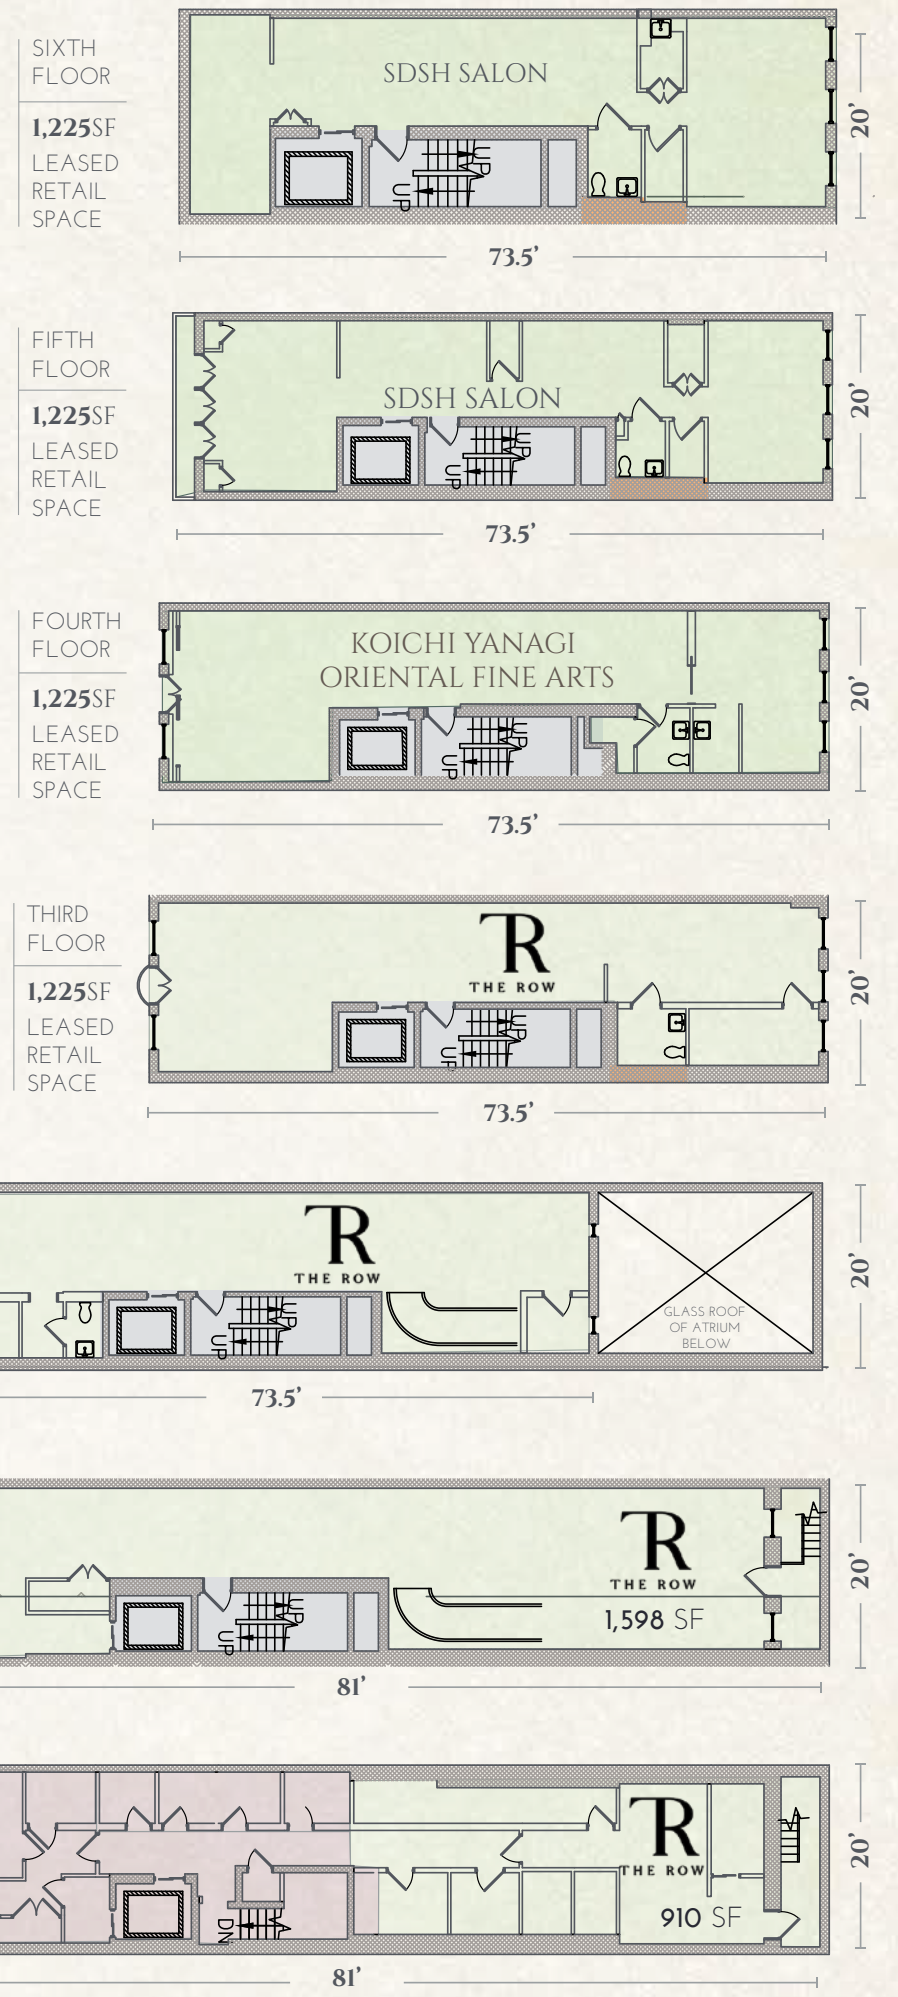 SIXTH
FLOOR
1,225SF
LEASED
RETAIL
SPACE
SDSH SALON
UP
UP
20'
73.5'
FIFTH
FLOOR
1,225SF
LEASED
RETAIL
SPACE
SDSH SALON
UP
UP
20'
73.5'
FOURTH
FLOOR
1,225SF
LEASED
RETAIL
SPACE
KOICHI YANAGI
ORIENTAL FINE ARTS
UP
UP
20'
73.5'
THIRD
FLOOR
1,225SF
LEASED
RETAIL
SPACE
TR
THE ROW
UP
UP
20'
73.5'
TR
THE ROW
UP
UP
GLASS ROOF
OF ATRIUM
BELOW
20'
73.5'
TR
THE ROW
1,598 SF
UP
UP
20'
81'
TR
THE ROW
910 SF
DN
20'
81'